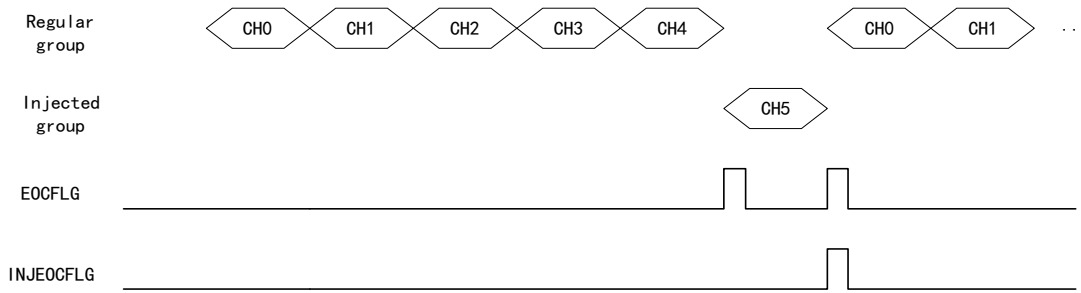 Regular
group
CH0 CH1 CH2 CH3 CH4 CH0 CH1 ..
Injected
group
CH5
EOCFLG
INJEOCFLG